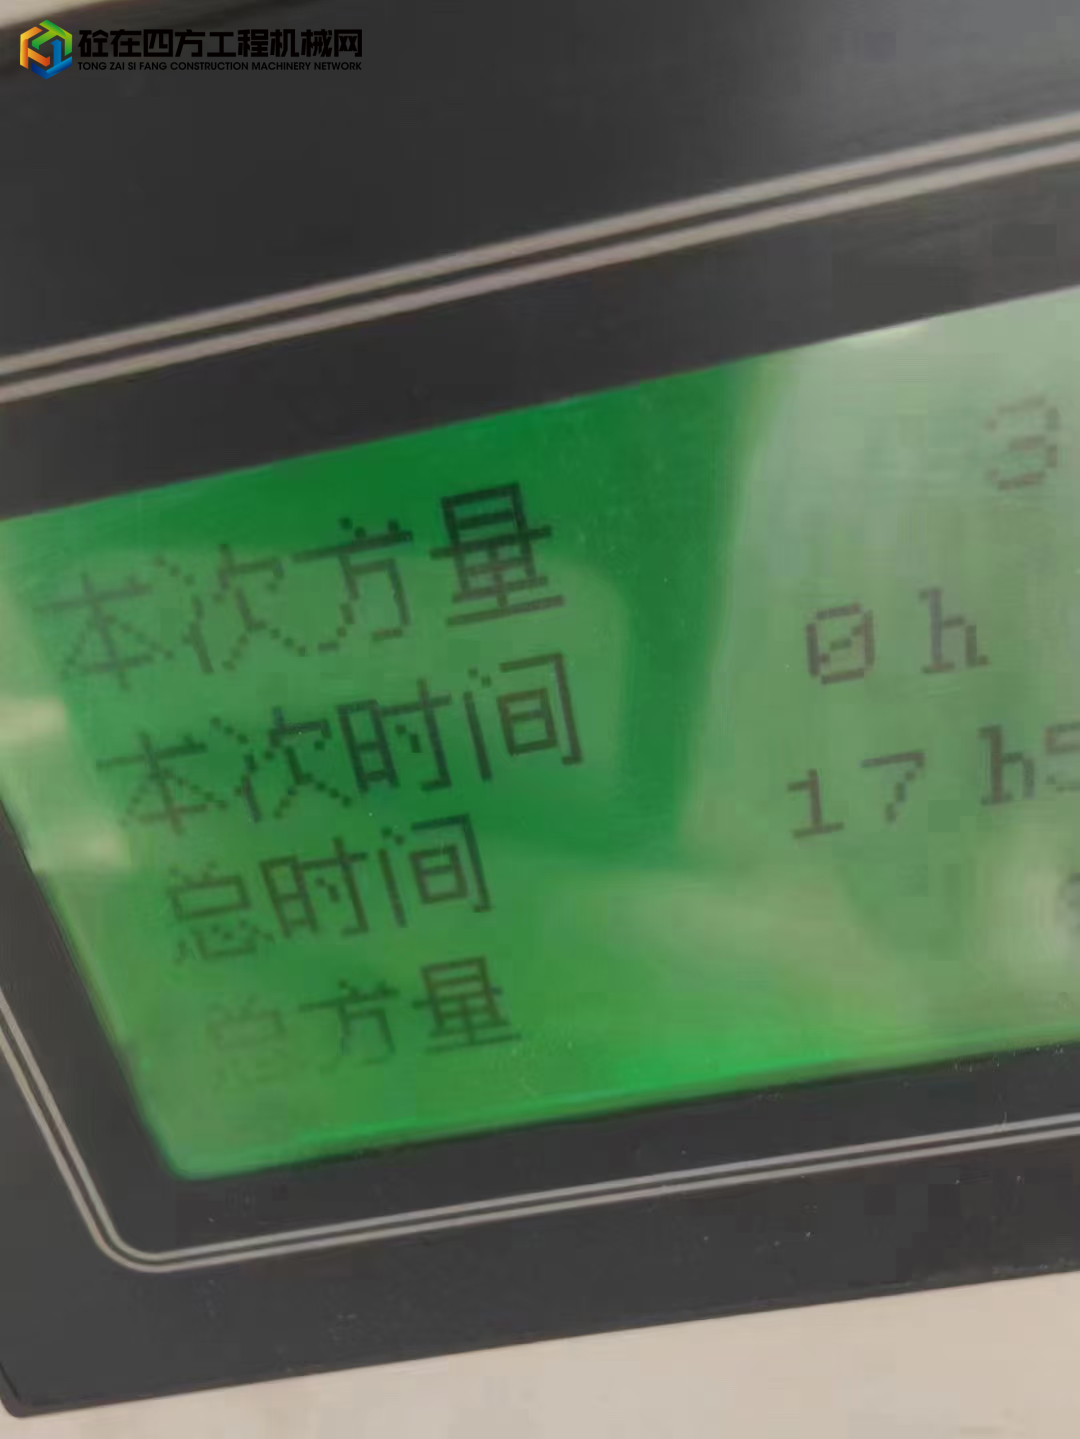 砼在四方工程机械网
TONG ZAI SI FANG CONSTRUCTION MACHINERY NETWORK
本次方量 3
本次时间 0 h
总时间 17 h5
总方量